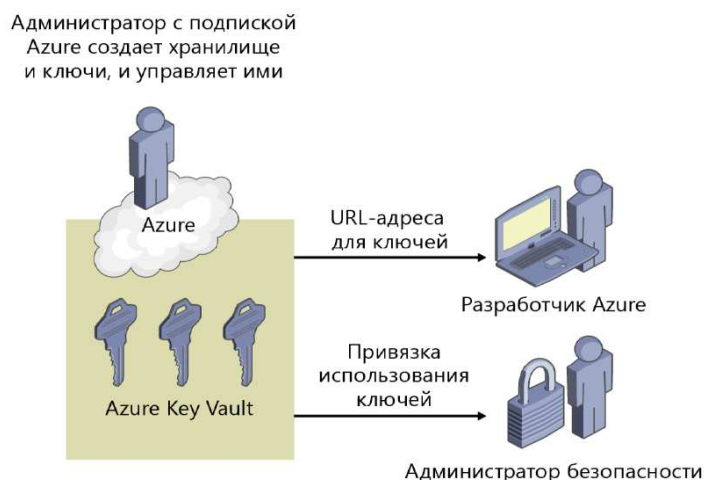 Администратор с подпиской
Azure создает хранилище
и ключи, и управляет ими
Azure
URL-адреса
для ключей
Разработчик Azure
Azure Key Vault
Привязка
использования
ключей
Администратор безопасности